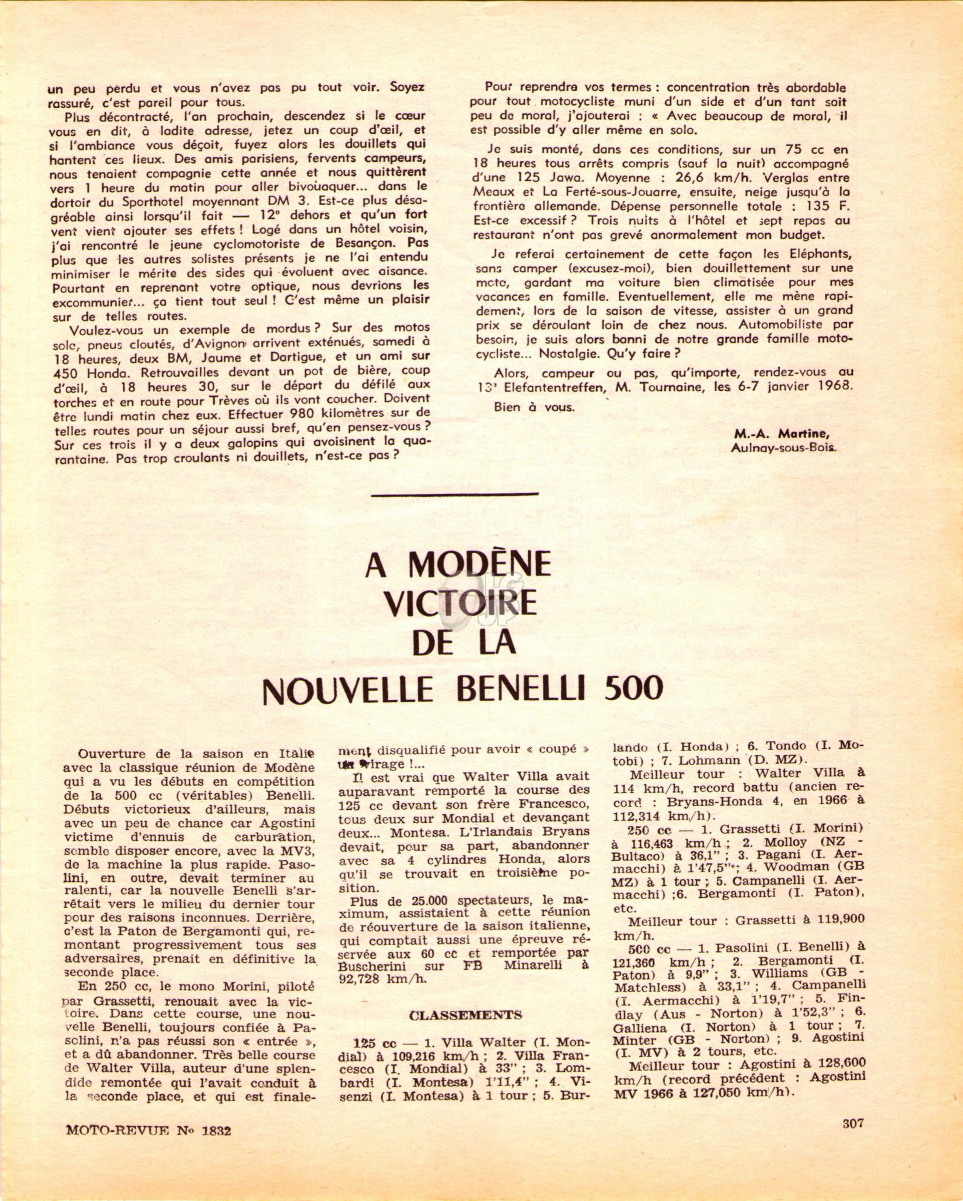 un peu perdu et vous n'avez pas pu tout voir. Soyez
rassuré, c'est pareil pour tous.
Plus décontracté, l'an prochain, descendez si le cœur
vous en dit, à ladite adresse, jetez un coup d'œil, et
si l'ambiance vous déçoit, fuyez alors les douillets qui
hantent ces lieux. Des amis parisiens, fervents campeurs,
nous tenaient compagnie cette année et nous quittèrent
vers 1 heure du matin pour aller bivouaquer... dans le
dortoir du Sporthotel moyennant DM 3. Est-ce plus désa-
gréable ainsi lorsqu'il fait — 12° dehors et qu'un fort
vent vient ajouter ses effets ! Logé dans un hôtel voisin,
j'ai rencontré le jeune cyclomotoriste de Besançon. Pas
plus que les autres solistes présents je ne l'ai entendu
minimiser le mérite des sides qui évoluent avec aisance.
Pourtant en reprenant votre optique, nous devrions les
excommunier... ça tient tout seul ! C'est même un plaisir
sur de telles routes.
Voulez-vous un exemple de mordus ? Sur des motos
solo, pneus cloutés, d'Avignon arrivent exténués, samedi à
18 heures, deux BM, Jaume et Dartigue, et un ami sur
450 Honda. Retrouvailles devant un pot de bière, coup
d'œil, à 18 heures 30, sur le départ du défilé aux
torches et en route pour Trèves où ils vont coucher. Doivent
être lundi matin chez eux. Effectuer 980 kilomètres sur de
telles routes pour un séjour aussi bref, qu'en pensez-vous ?
Sur ces trois il y a deux galopins qui avoisinent la qua-
rantaine. Pas trop croulants ni douillets, n'est-ce pas ?
Pour reprendre vos termes : concentration très abordable
pour tout motocycliste muni d'un side et d'un tant soit
peu de moral, j'ajouterai : « Avec beaucoup de moral, il
est possible d'y aller même en solo.
Je suis monté, dans ces conditions, sur un 75 cc en
18 heures tous arrêts compris (sauf la nuit) accompagné
d'une 125 Jawa. Moyenne : 26,6 km/h. Verglas entre
Meaux et La Ferté-sous-Jouarre, ensuite, neige jusqu'à la
frontière allemande. Dépense personnelle totale : 135 F.
Est-ce excessif ? Trois nuits à l'hôtel et sept repas au
restaurant n'ont pas grevé anormalement mon budget.
Je referai certainement de cette façon les Eléphants,
sans camper (excusez-moi), bien douillettement sur une
moto, gardant ma voiture bien climatisée pour mes
vacances en famille. Eventuellement, elle me mène rapi-
dement, lors de la saison de vitesse, assister à un grand
prix se déroulant loin de chez nous. Automobiliste par
besoin, je suis alors banni de notre grande famille moto-
cycliste... Nostalgie. Qu'y faire ?
Alors, campeur ou pas, qu'importe, rendez-vous au
13e Elefantentreffen, M. Tournaine, les 6-7 janvier 1968.
Bien à vous.
M.-A. Martine,
Aulnay-sous-Bois.
A MODÈNE
VICTOIRE
DE LA
NOUVELLE BENELLI 500
Ouverture de la saison en Italie
avec la classique réunion de Modène
qui a vu les débuts en compétition
de la 500 cc (véritables) Benelli.
Débuts victorieux d'ailleurs, mais
avec un peu de chance car Agostini
victime d'ennuis de carburation,
semble disposer encore, avec la MV3,
de la machine la plus rapide. Paso-
lini, en outre, devait terminer au
ralenti, car la nouvelle Benelli s'ar-
rêtait vers le milieu du dernier tour
pour des raisons inconnues. Derrière,
c'est la Paton de Bergamonti qui, re-
montant progressivement tous ses
adversaires, prenait en définitive la
seconde place.
En 250 cc, le mono Morini, piloté
par Grassetti, renouait avec la vic-
toire. Dans cette course, une nou-
velle Benelli, toujours confiée à Pa-
solini, n'a pas réussi son « entrée »,
et a dû abandonner. Très belle course
de Walter Villa, auteur d'une splen-
dide remontée qui l'avait conduit à
la seconde place, et qui est finale-
ment disqualifié pour avoir « coupé »
un virage !...
Il est vrai que Walter Villa avait
auparavant remporté la course des
125 cc devant son frère Francesco,
tous deux sur Mondial et devançant
deux... Montesa. L'Irlandais Bryans
devait, pour sa part, abandonner
avec sa 4 cylindres Honda, alors
qu'il se trouvait en troisième po-
sition.
Plus de 25.000 spectateurs, le ma-
ximum, assistaient à cette réunion
de réouverture de la saison italienne,
qui comptait aussi une épreuve ré-
servée aux 60 cc et remportée par
Buscherini sur FB Minarelli à
92,728 km/h.
CLASSEMENTS
125 cc — 1. Villa Walter (I. Mon-
dial) à 109,216 km/h ; 2. Villa Fran-
cesco (I. Mondial) à 33" ; 3. Lom-
bardi (I. Montesa) 1'11,4" ; 4. Vi-
senzi (I. Montesa) à 1 tour ; 5. Bur-
lando (I. Honda) ; 6. Tondo (I. Mo-
tobi) ; 7. Lohmann (D. MZ).
Meilleur tour : Walter Villa à
114 km/h, record battu (ancien re-
cord : Bryans-Honda 4, en 1966 à
112,314 km/h).
250 cc — 1. Grassetti (I. Morini)
à 116,463 km/h ; 2. Molloy (NZ -
Bultaco) à 36,1" ; 3. Pagani (I. Aer-
macchi) à 1'47,5" ; 4. Woodman (GB
MZ) à 1 tour ; 5. Campanelli (I. Aer-
macchi) ;6. Bergamonti (I. Paton),
etc.
Meilleur tour : Grassetti à 119,900
km/h.
500 cc — 1. Pasolini (I. Benelli) à
121,360 km/h ; 2. Bergamonti (I.
Paton) à 9,9" ; 3. Williams (GB -
Matchless) à 33,1" ; 4. Campanelli
(I. Aermacchi) à 1'19,7" ; 5. Fin-
dlay (Aus - Norton) à 1'52,3" ; 6.
Galliena (I. Norton) à 1 tour ; 7.
Minter (GB - Norton) ; 9. Agostini
(I. MV) à 2 tours, etc.
Meilleur tour : Agostini à 128,600
km/h (record précédent : Agostini
MV 1966 à 127,050 km/h).
MOTO-REVUE No 1832
307